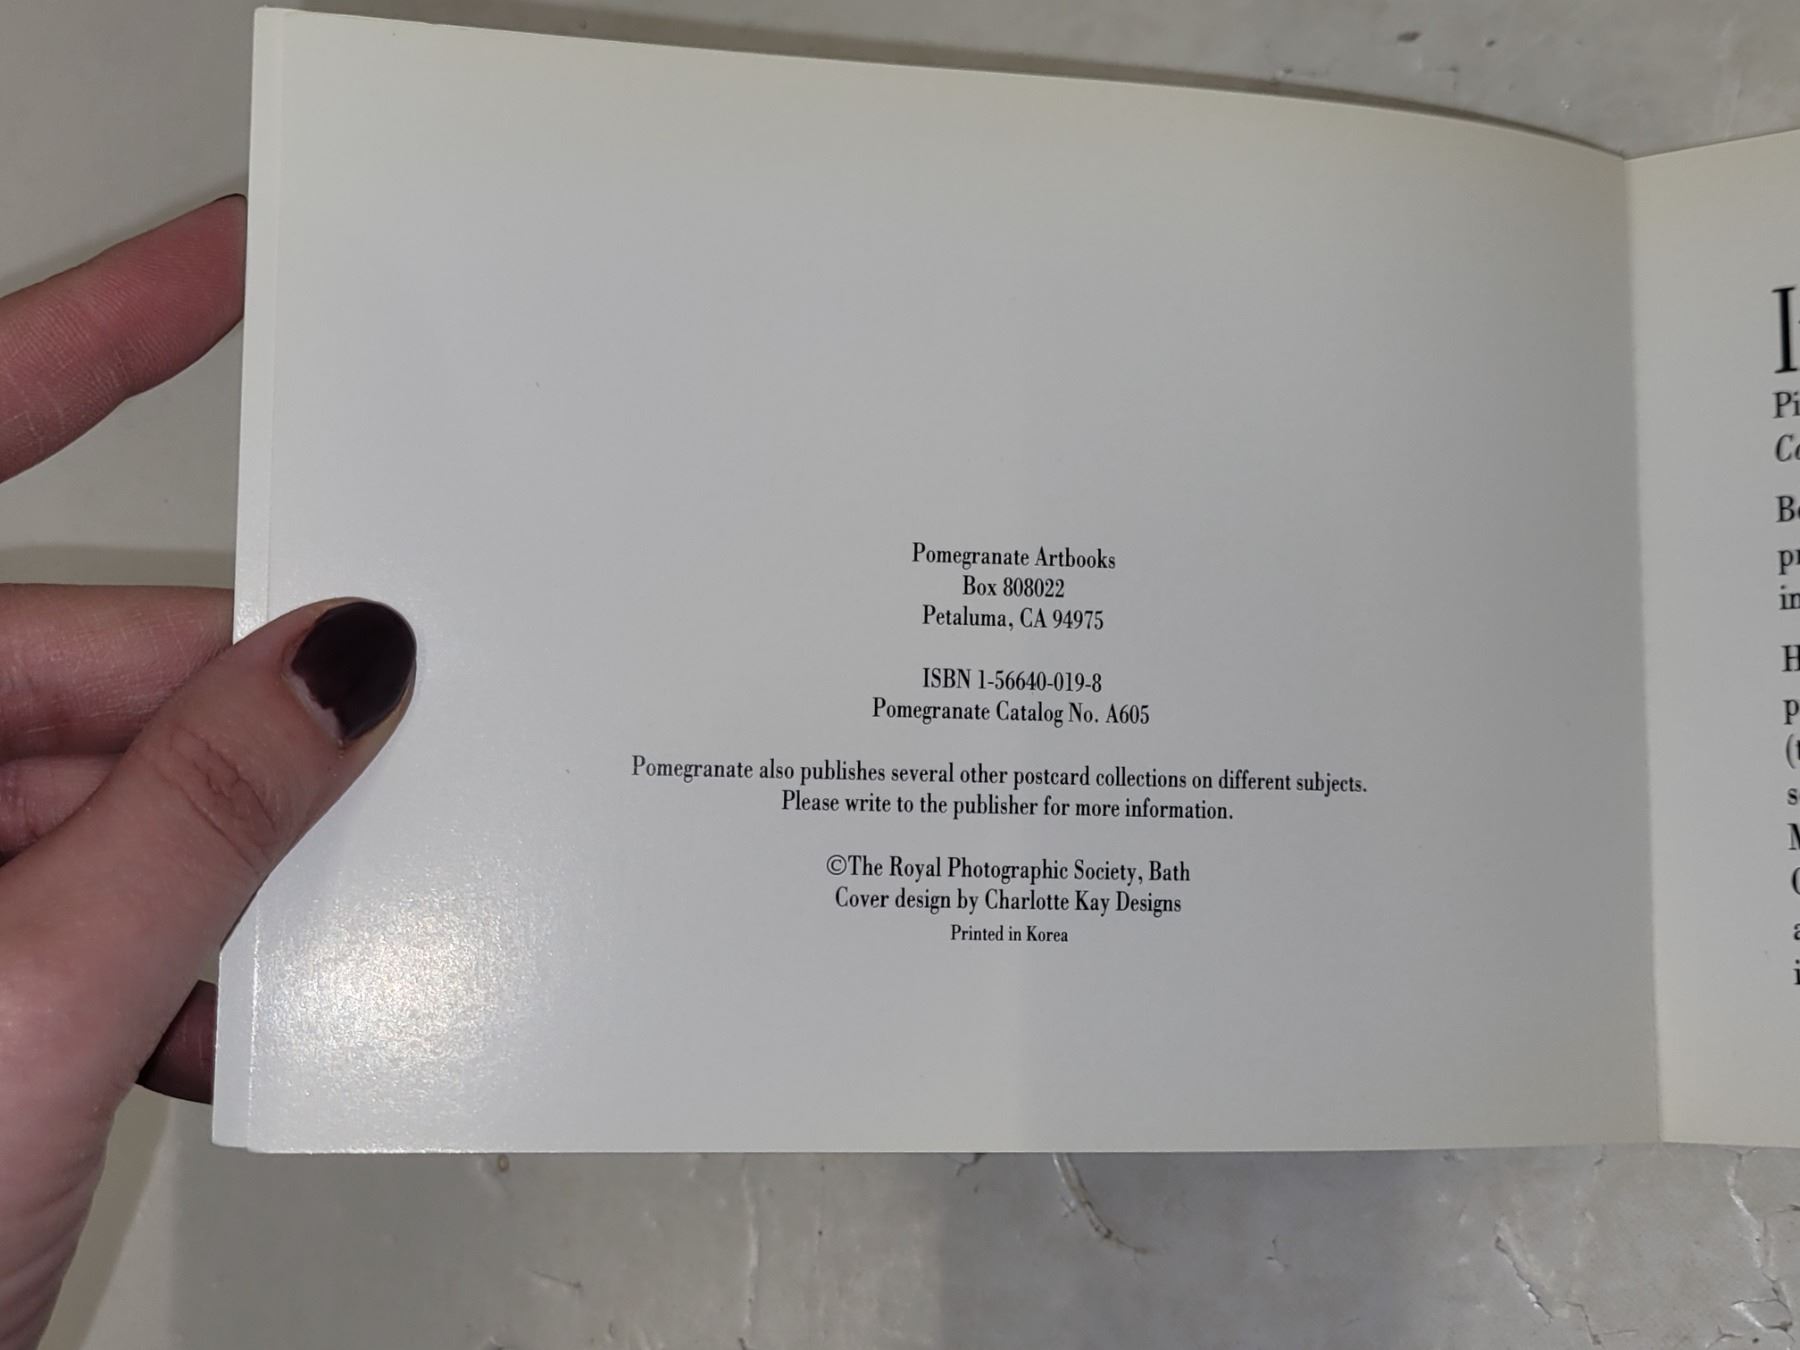 Pomegranate Artbooks
Box 808022
Petaluma, CA 94975
ISBN 1-56640-019-8
Pomegranate Catalog No. A605
Pomegranate also publishes several other postcard collections on different subjects.
Please write to the publisher for more information.
©The Royal Photographic Society, Bath
Cover design by Charlotte Kay Designs
Printed in Korea